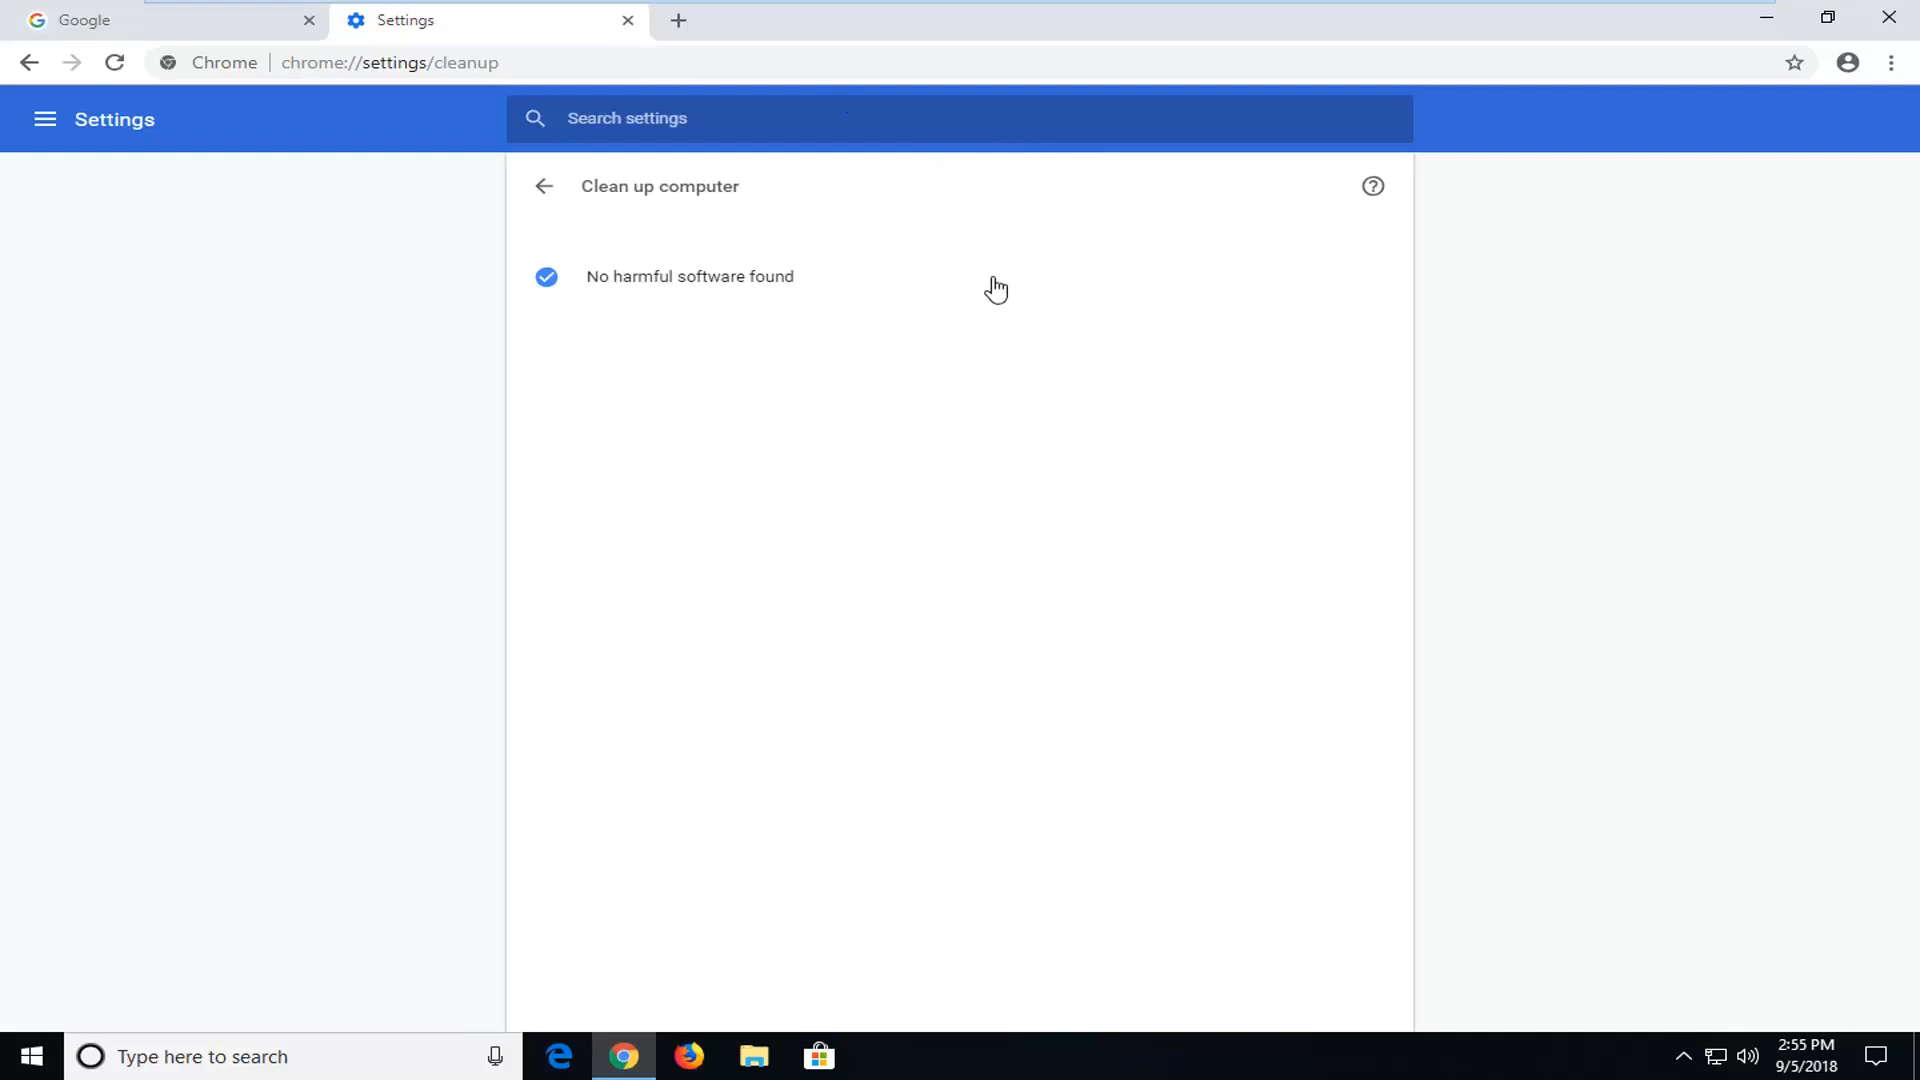 Google
Settings
Chrome chrome://settings/cleanup
Settings
Search settings
Clean up computer
No harmful software found
Type here to search
2:55 PM
9/5/2018